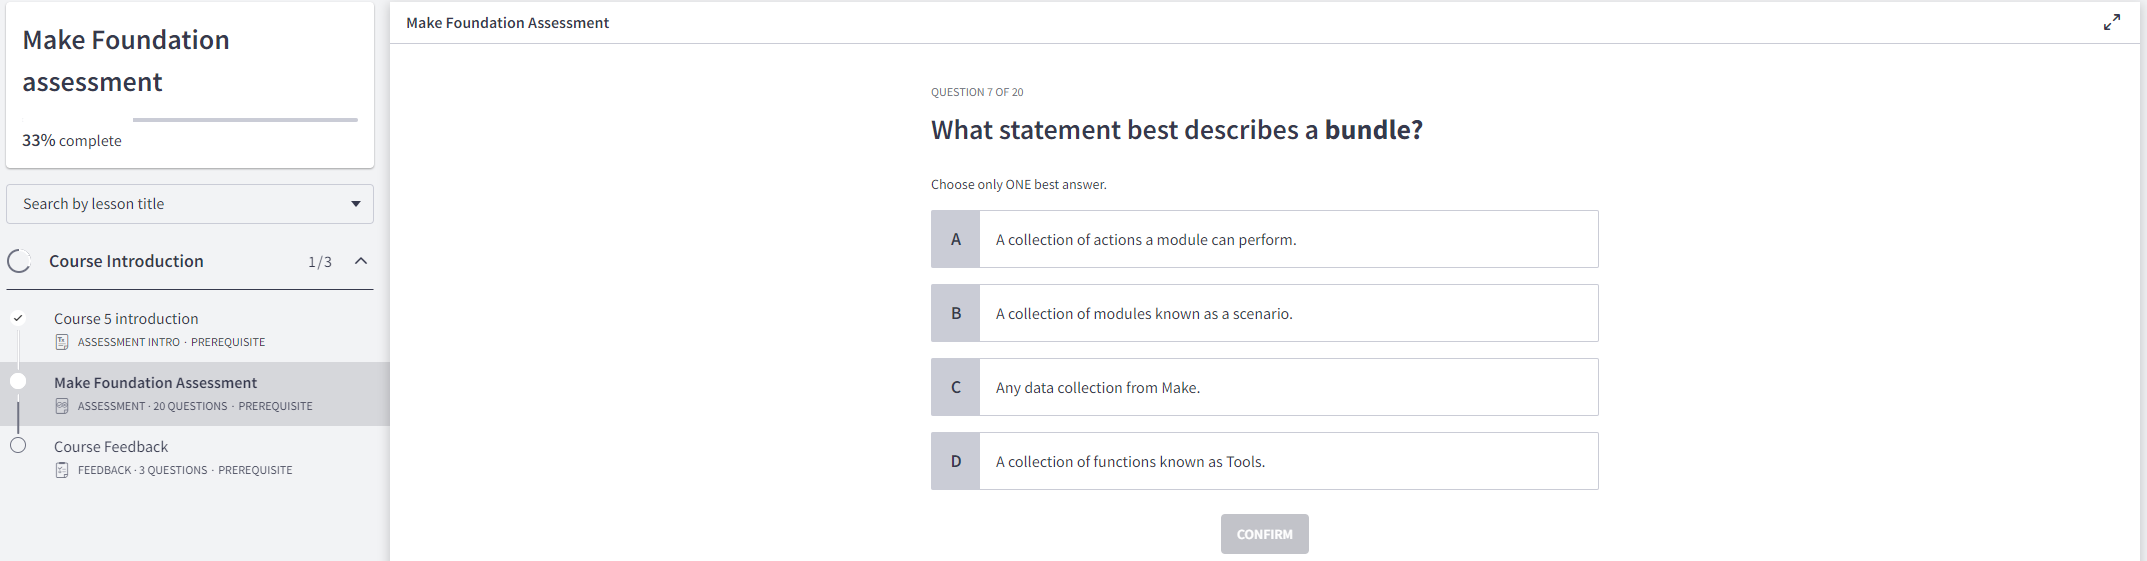 Make Foundation
assessment
33% complete
Search by lesson title
Course Introduction 1/3
Course 5 introduction
ASSESSMENT INTRO · PREREQUISITE
Make Foundation Assessment
ASSESSMENT · 20 QUESTIONS · PREREQUISITE
Course Feedback
FEEDBACK · 3 QUESTIONS · PREREQUISITE
Make Foundation Assessment
QUESTION 7 OF 20
What statement best describes a bundle?
Choose only ONE best answer.
A A collection of actions a module can perform.
B A collection of modules known as a scenario.
C Any data collection from Make.
D A collection of functions known as Tools.
CONFIRM